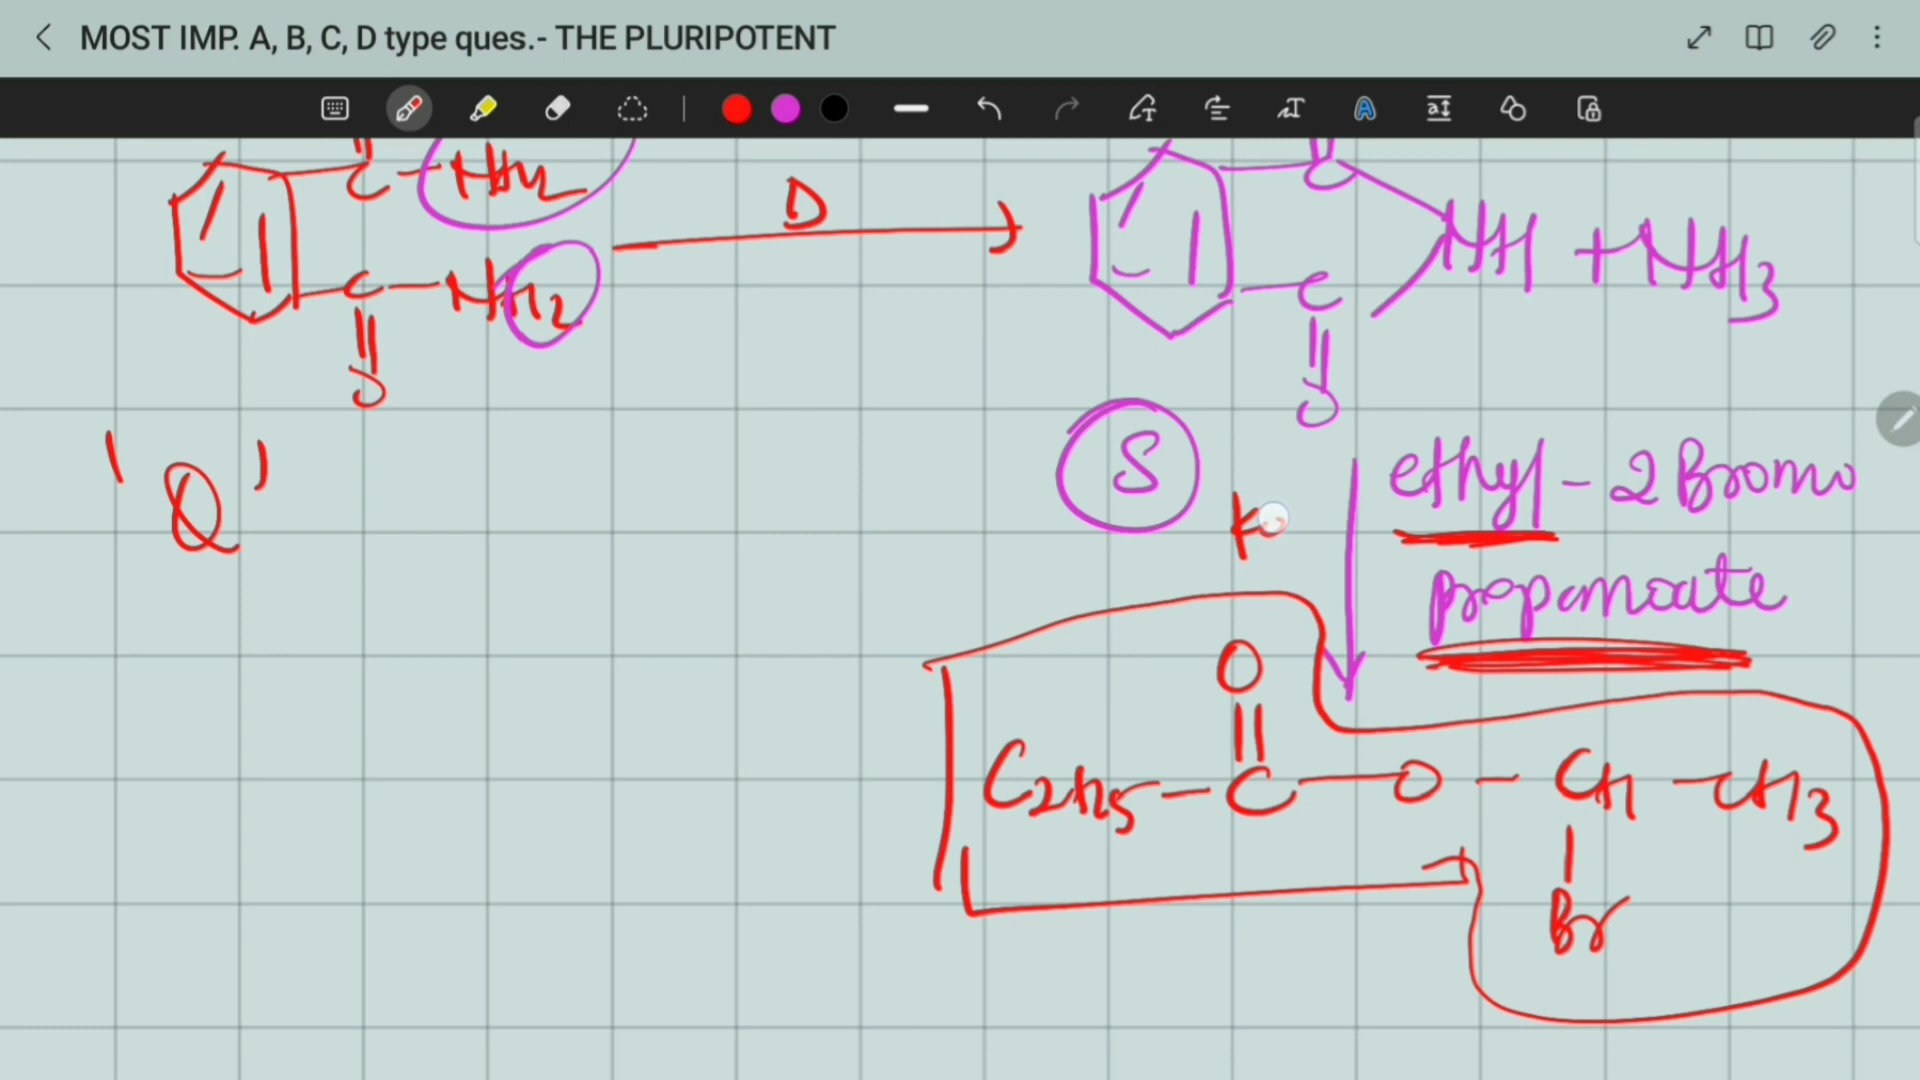 MOST IMP. A, B, C, D type ques.- THE PLURIPOTENT
C - NH2
D
C
NH + NH3
C - NH2
C
O
O
'Q'
S
ethyl - 2 Bromo
K
propanoate
O
C2H5 - C - O - CH - CH3
Br